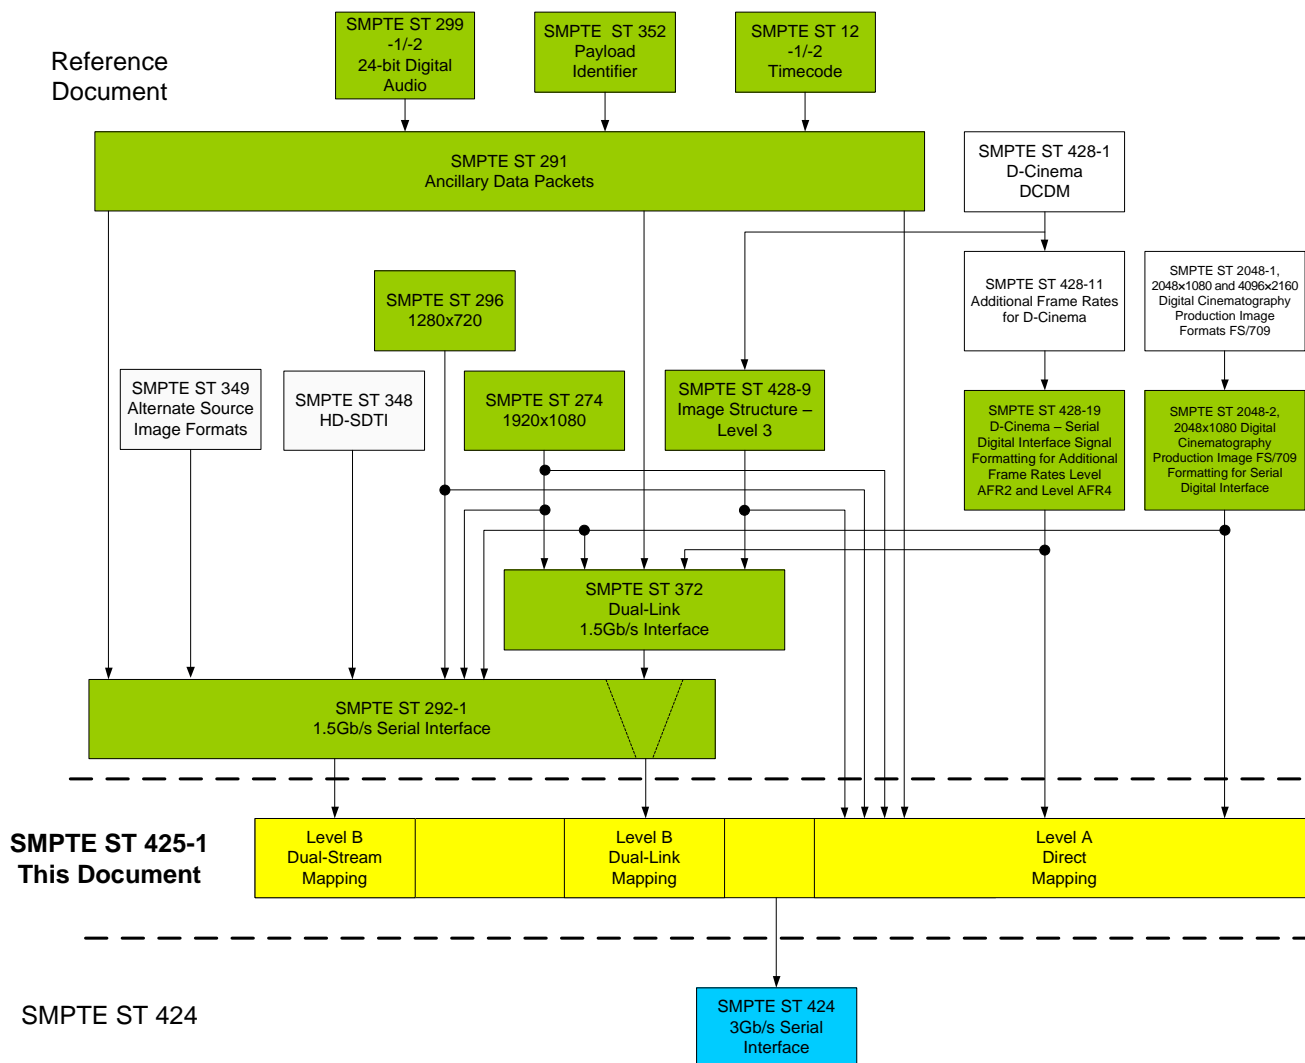 SMPTE ST 299
-1/-2
24-bit Digital
Audio
SMPTE ST 352
Payload
Identifier
SMPTE ST 12
-1/-2
Timecode
Reference
Document
SMPTE ST 291
Ancillary Data Packets
SMPTE ST 428-1
D-Cinema
DCDM
SMPTE ST 428-11
Additional Frame Rates
for D-Cinema
SMPTE ST 2048-1,
2048×1080 and 4096×2160
Digital Cinematography
Production Image
Formats FS/709
SMPTE ST 296
1280x720
SMPTE ST 349
Alternate Source
Image Formats
SMPTE ST 348
HD-SDTI
SMPTE ST 274
1920x1080
SMPTE ST 428-9
Image Structure –
Level 3
SMPTE ST 428-19
D-Cinema – Serial
Digital Interface Signal
Formatting for Additional
Frame Rates Level
AFR2 and Level AFR4
SMPTE ST 2048-2,
2048x1080 Digital
Cinematography
Production Image FS/709
Formatting for Serial
Digital Interface
SMPTE ST 372
Dual-Link
1.5Gb/s Interface
SMPTE ST 292-1
1.5Gb/s Serial Interface
SMPTE ST 425-1
This Document
Level B
Dual-Stream
Mapping
Level B
Dual-Link
Mapping
Level A
Direct
Mapping
SMPTE ST 424
SMPTE ST 424
3Gb/s Serial
Interface